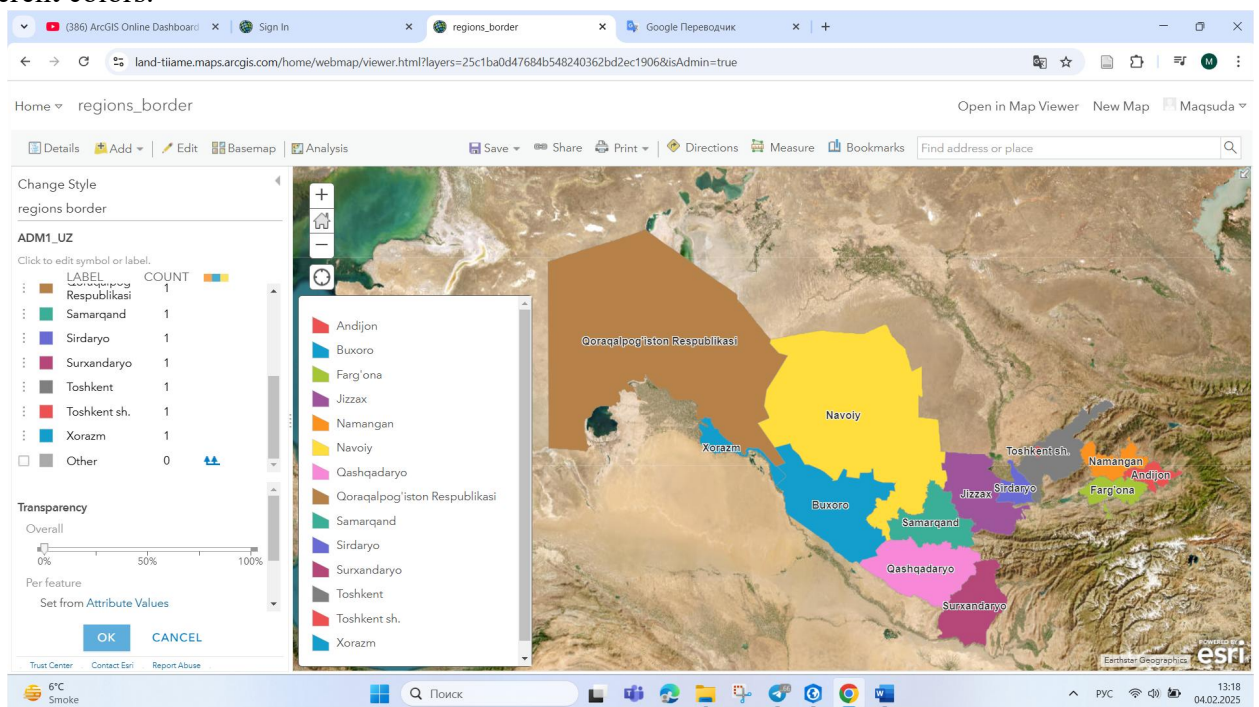 erent colors.
(386) ArcGIS Online Dashboard
Sign In
regions_border
Google Переводчик
land-tiiame.maps.arcgis.com/home/webmap/viewer.html?layers=25c1ba0d47684b548240362bd2ec1906&isAdmin=true
M
Home regions_border
Open in Map Viewer New Map Maqsuda
Details Add Edit Basemap Analysis
Save Share Print Directions Measure Bookmarks Find address or place
Change Style
regions border
ADM1_UZ
Click to edit symbol or label.
LABEL COUNT
Qoraqalpog Respublikasi 1
Samarqand 1
Sirdaryo 1
Surxandaryo 1
Toshkent 1
Toshkent sh. 1
Xorazm 1
Other 0
Transparency
Overall
0% 50% 100%
Per feature
Set from Attribute Values
OK CANCEL
Trust Center Contact Esri Report Abuse
Andijon
Buxoro
Farg'ona
Jizzax
Namangan
Navoiy
Qashqadaryo
Qoraqalpog'iston Respublikasi
Samarqand
Sirdaryo
Surxandaryo
Toshkent
Toshkent sh.
Xorazm
Qoraqalpog'iston Respublikasi
Navoiy
Xorazm
Toshkent sh.
Namangan
Andijon
Farg'ona
Jizzax
Sirdaryo
Buxoro
Samarqand
Qashqadaryo
Surxandaryo
POWERED BY
esri
Earthstar Geographics
6°C
Smoke
Поиск
РУС
13:18
04.02.2025